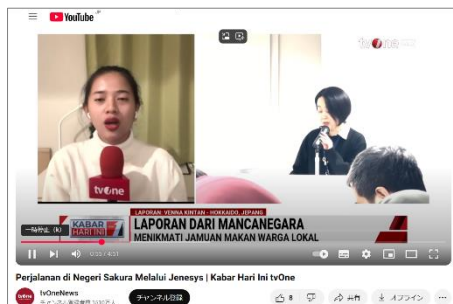 YouTube
tvOne
tvOne
LAPORAN: VENNA KINTAN - HOKKAIDO, JEPANG
KABAR HARI INI
LAPORAN DARI MANCANEGARA
MENIKMATI JAMUAN MAKAN WARGA LOKAL
一時停止 (k)
Perjalanan di Negeri Sakura Melalui Jenesys | Kabar Hari Ini tvOne
tvOneNews
チャンネル登録
8
共有
オフライン